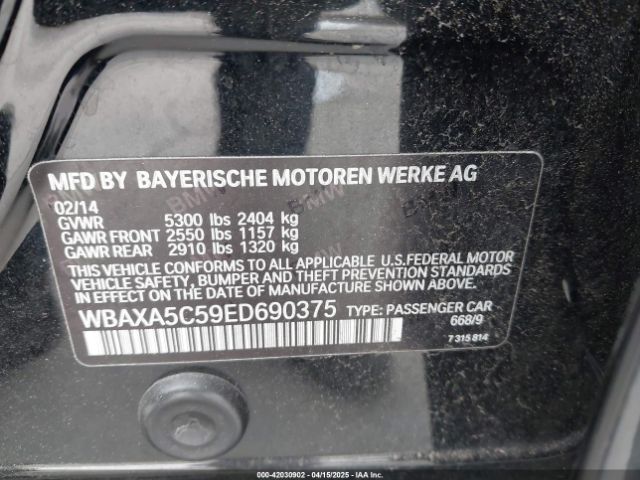 MFD BY BAYERISCHE MOTOREN WERKE AG
02/14
GVWR 5300 lbs 2404 kg
GAWR FRONT 2550 lbs 1157 kg
GAWR REAR 2910 lbs 1320 kg
THIS VEHICLE CONFORMS TO ALL APPLICABLE U.S.FEDERAL MOTOR
VEHICLE SAFETY, BUMPER AND THEFT PREVENTION STANDARDS
IN EFFECT ON THE DATE OF MANUFACTURE SHOWN ABOVE.
WBAXA5C59ED690375 TYPE: PASSENGER CAR
668/9
7 315 814
000-42030902 - 04/15/2025 - IAAI.com